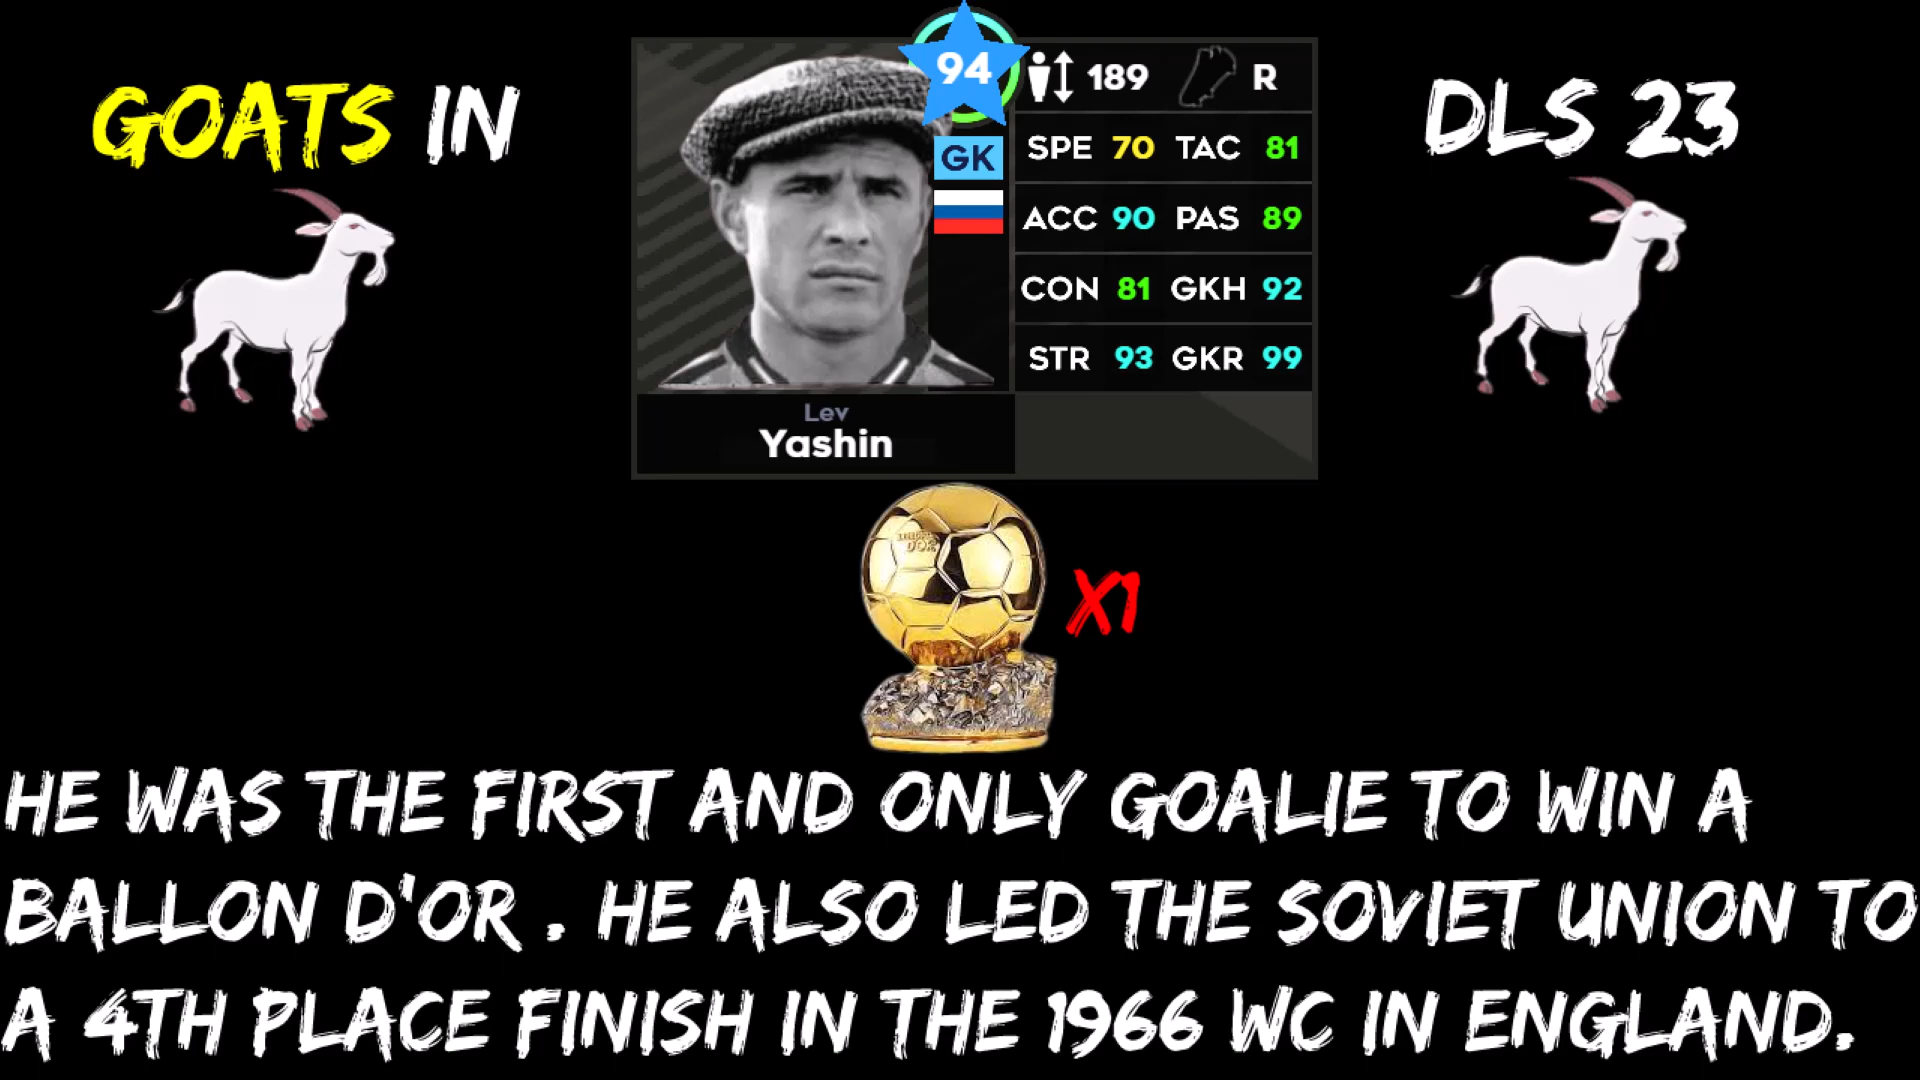 GOATS IN
94
189 R
DLS 23
GK
SPE 70 TAC 81
ACC 90 PAS 89
CON 81 GKH 92
STR 93 GKR 99
Lev
Yashin
D'OR
X1
HE WAS THE FIRST AND ONLY GOALIE TO WIN A
BALLON D'OR . HE ALSO LED THE SOVIET UNION TO
A 4TH PLACE FINISH IN THE 1966 WC IN ENGLAND.